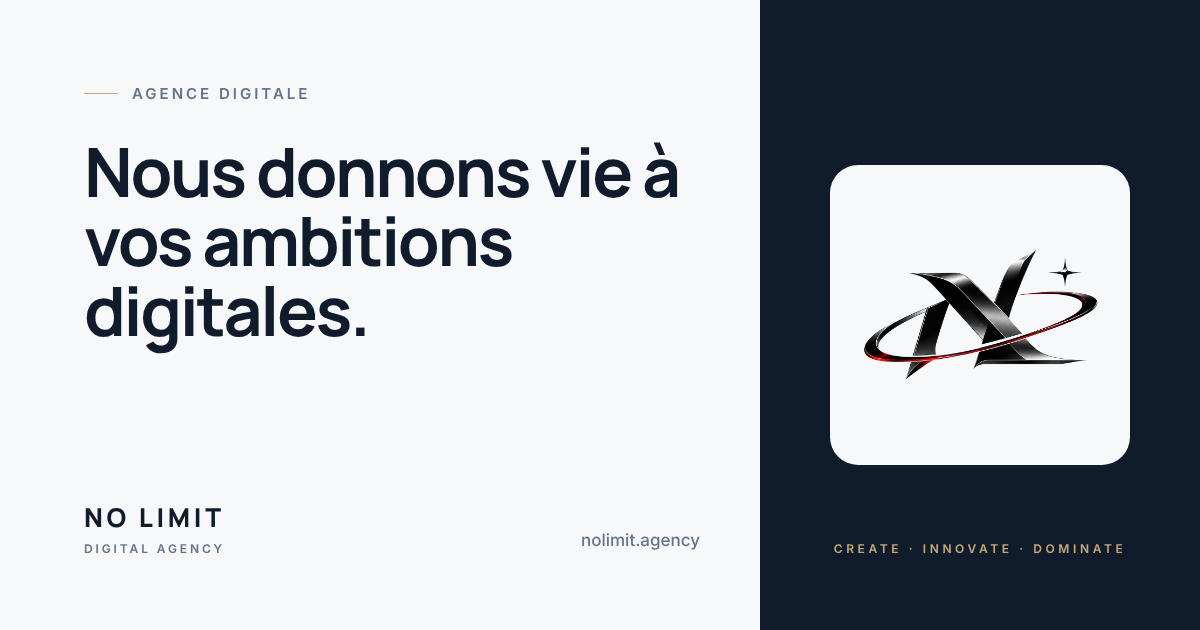 AGENCE DIGITALE
Nous donnons vie à
vos ambitions
digitales.
NO LIMIT
DIGITAL AGENCY
nolimit.agency
CREATE · INNOVATE · DOMINATE